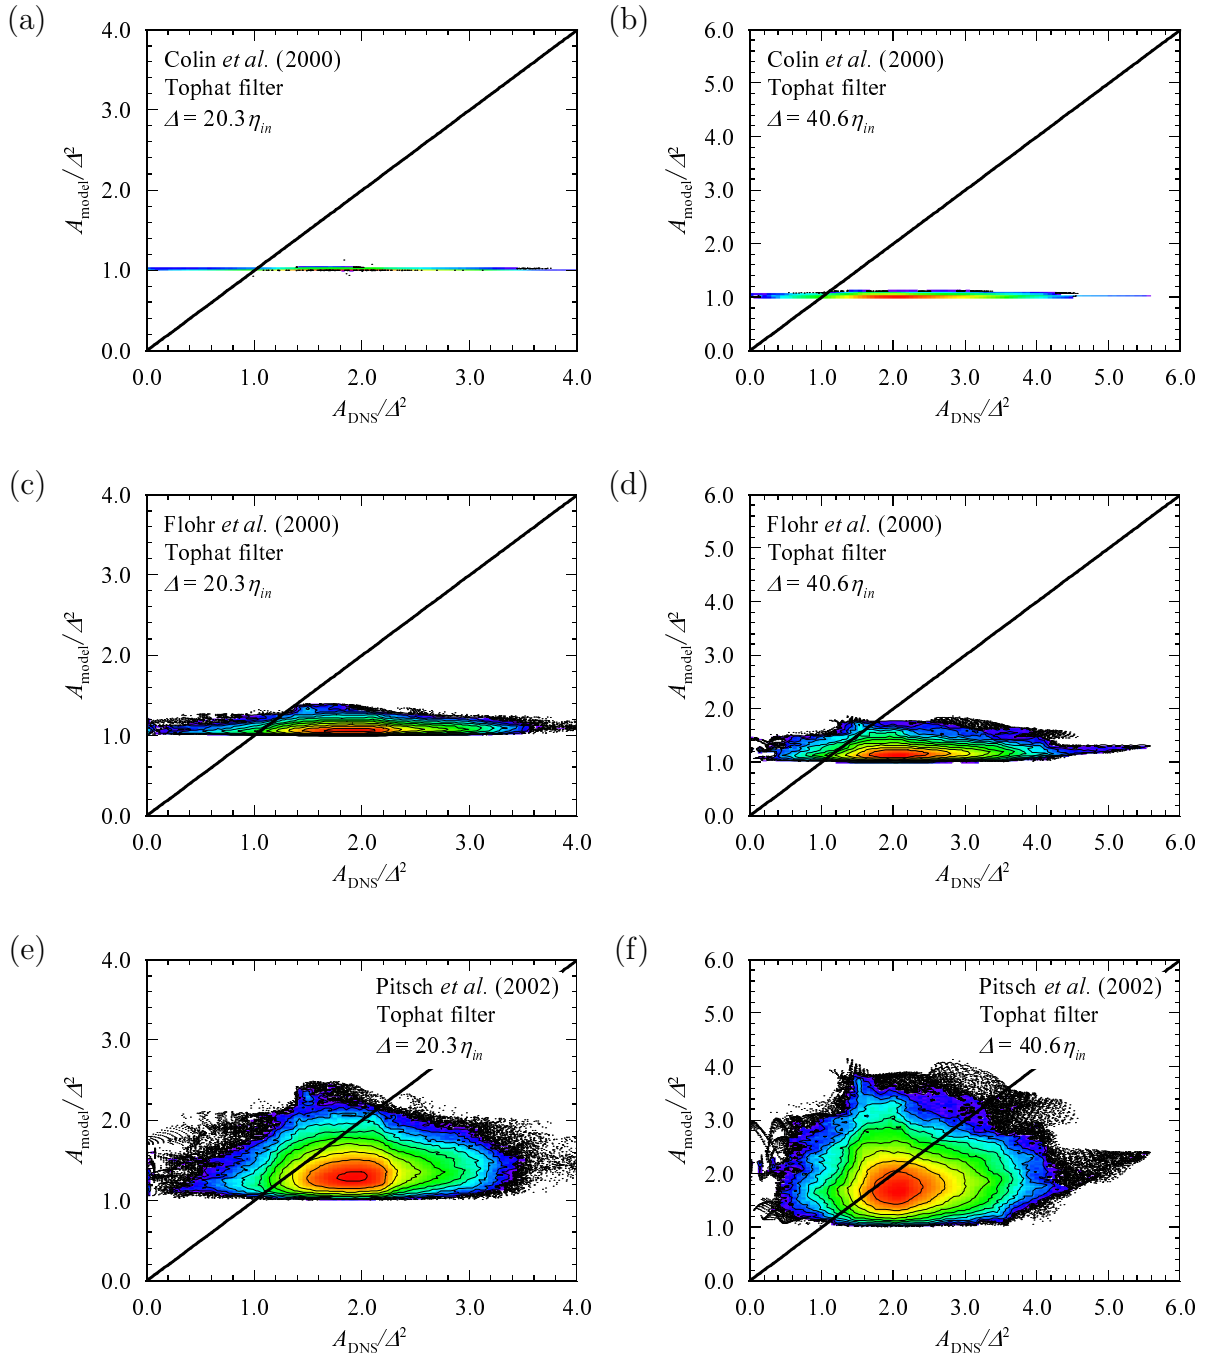 (a)
4.0
3.0
2.0
1.0
0.0
A_model/Δ²
Colin et al. (2000)
Tophat filter
Δ = 20.3η_in
0.0 1.0 2.0 3.0 4.0
A_DNS/Δ²
(b)
6.0
5.0
4.0
3.0
2.0
1.0
0.0
A_model/Δ²
Colin et al. (2000)
Tophat filter
Δ = 40.6η_in
0.0 1.0 2.0 3.0 4.0 5.0 6.0
A_DNS/Δ²
(c)
4.0
3.0
2.0
1.0
0.0
A_model/Δ²
Flohr et al. (2000)
Tophat filter
Δ = 20.3η_in
0.0 1.0 2.0 3.0 4.0
A_DNS/Δ²
(d)
6.0
5.0
4.0
3.0
2.0
1.0
0.0
A_model/Δ²
Flohr et al. (2000)
Tophat filter
Δ = 40.6η_in
0.0 1.0 2.0 3.0 4.0 5.0 6.0
A_DNS/Δ²
(e)
4.0
3.0
2.0
1.0
0.0
A_model/Δ²
Pitsch et al. (2002)
Tophat filter
Δ = 20.3η_in
0.0 1.0 2.0 3.0 4.0
A_DNS/Δ²
(f)
6.0
5.0
4.0
3.0
2.0
1.0
0.0
A_model/Δ²
Pitsch et al. (2002)
Tophat filter
Δ = 40.6η_in
0.0 1.0 2.0 3.0 4.0 5.0 6.0
A_DNS/Δ²